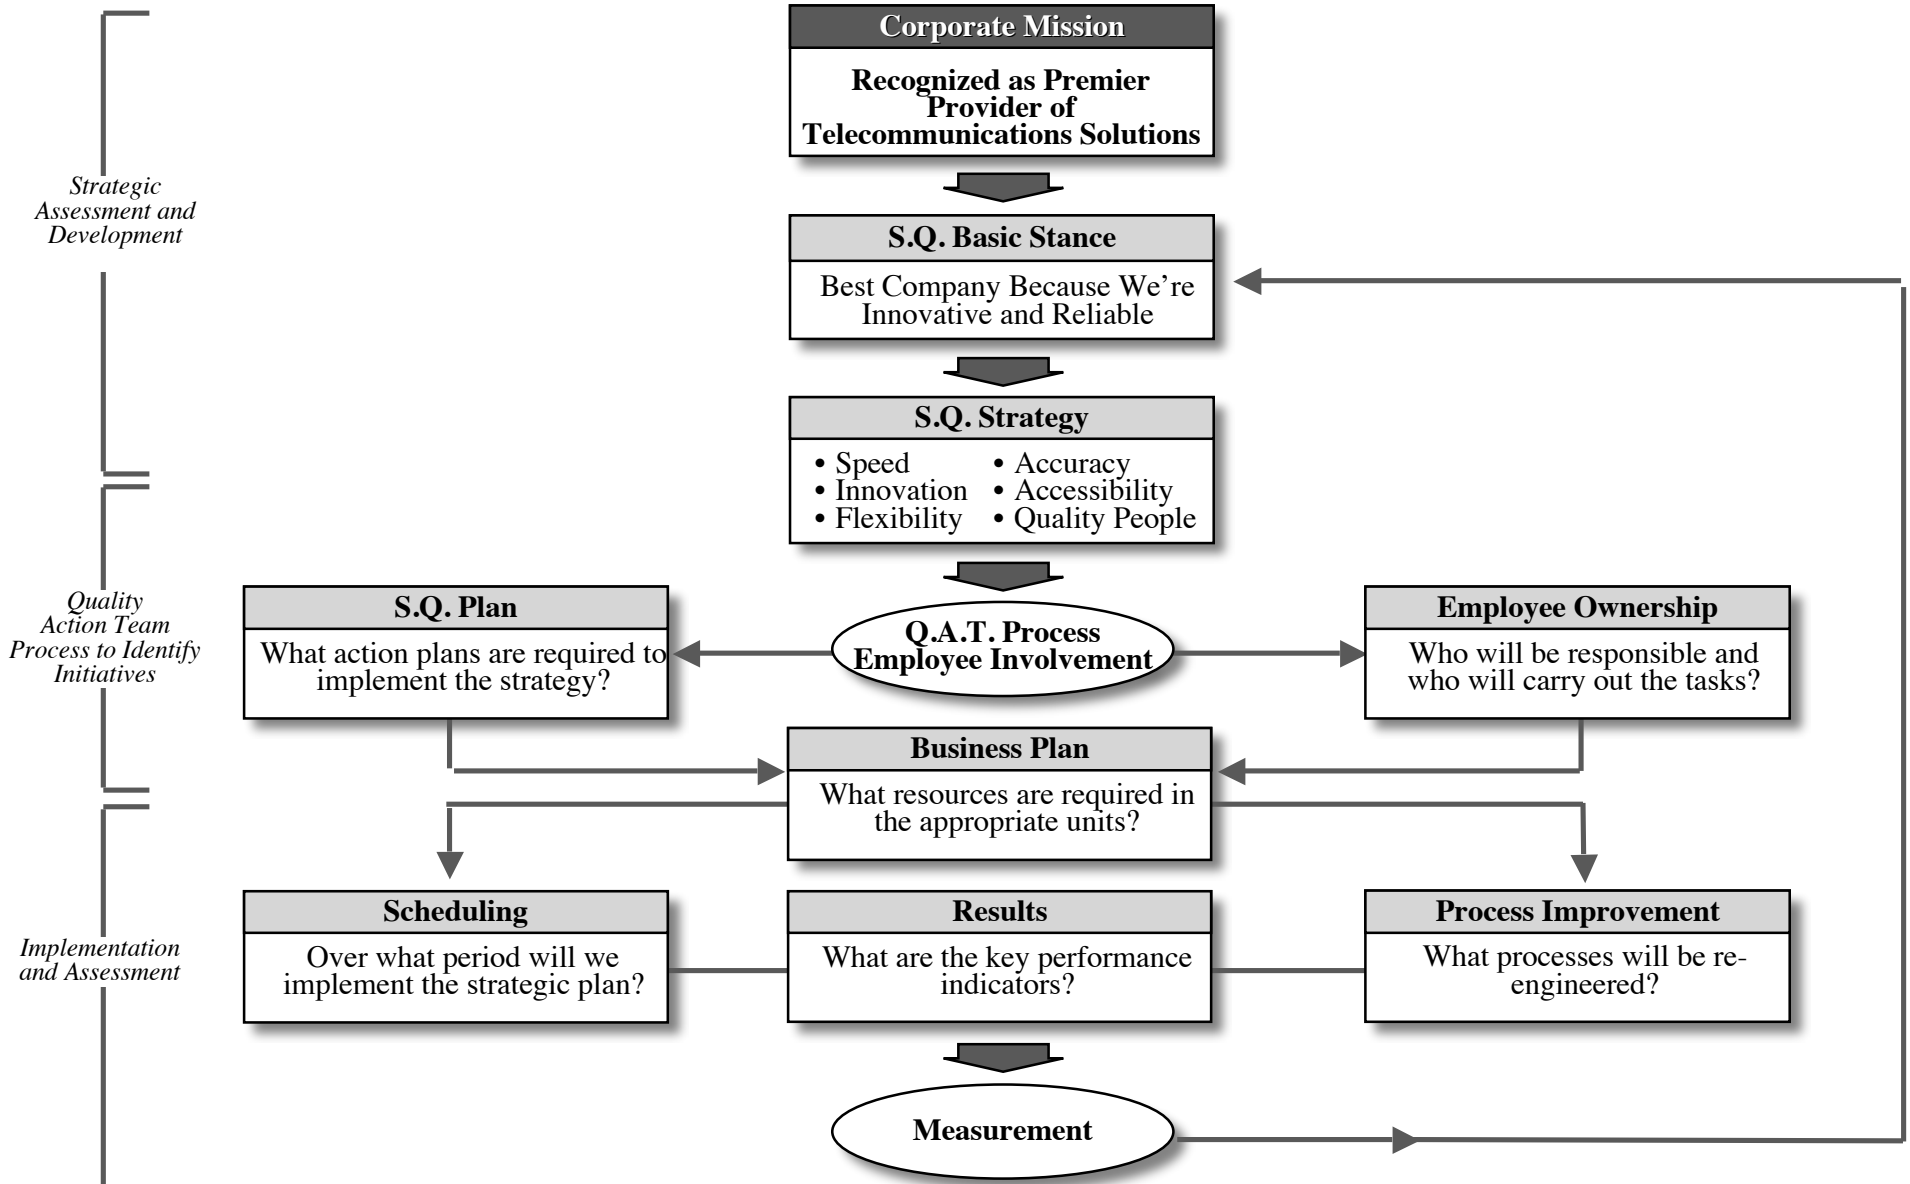 Corporate Mission
Recognized as Premier
Provider of
Telecommunications Solutions
Strategic
Assessment and
Development
S.Q. Basic Stance
Best Company Because We’re
Innovative and Reliable
S.Q. Strategy
• Speed
• Innovation
• Flexibility
• Accuracy
• Accessibility
• Quality People
Quality
Action Team
Process to Identify
Initiatives
S.Q. Plan
What action plans are required to
implement the strategy?
Q.A.T. Process
Employee Involvement
Employee Ownership
Who will be responsible and
who will carry out the tasks?
Business Plan
What resources are required in
the appropriate units?
Implementation
and Assessment
Scheduling
Over what period will we
implement the strategic plan?
Results
What are the key performance
indicators?
Process Improvement
What processes will be re-
engineered?
Measurement